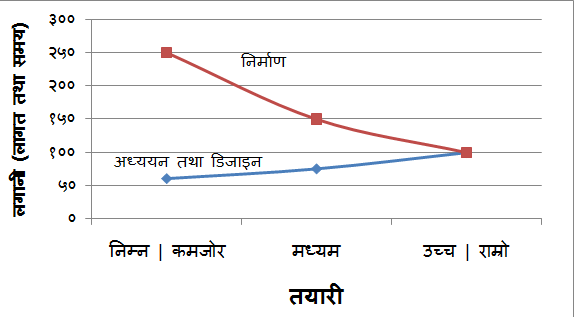 ३००
२५०
२००
१५०
१००
५०
०
लगानी (लागत तथा समय)
निर्माण
अध्ययन तथा डिजाइन
निम्न | कमजोर
मध्यम
उच्च | राम्रो
तयारी